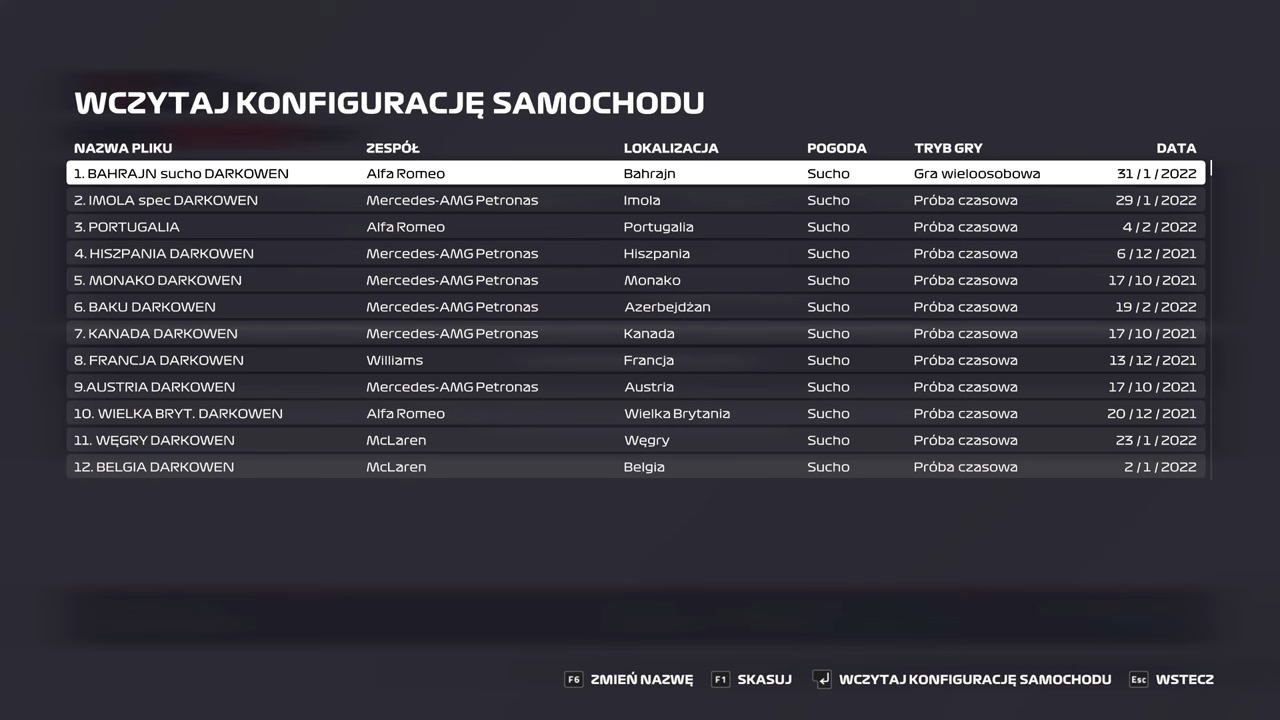 WCZYTAJ KONFIGURACJĘ SAMOCHODU
NAZWA PLIKU ZESPÓŁ LOKALIZACJA POGODA TRYB GRY DATA
1. BAHRAJN sucho DARKOWEN Alfa Romeo Bahrajn Sucho Gra wieloosobowa 31 / 1 / 2022
2. IMOLA spec DARKOWEN Mercedes-AMG Petronas Imola Sucho Próba czasowa 29 / 1 / 2022
3. PORTUGALIA Alfa Romeo Portugalia Sucho Próba czasowa 4 / 2 / 2022
4. HISZPANIA DARKOWEN Mercedes-AMG Petronas Hiszpania Sucho Próba czasowa 6 / 12 / 2021
5. MONAKO DARKOWEN Mercedes-AMG Petronas Monako Sucho Próba czasowa 17 / 10 / 2021
6. BAKU DARKOWEN Mercedes-AMG Petronas Azerbejdżan Sucho Próba czasowa 19 / 2 / 2022
7. KANADA DARKOWEN Mercedes-AMG Petronas Kanada Sucho Próba czasowa 17 / 10 / 2021
8. FRANCJA DARKOWEN Williams Francja Sucho Próba czasowa 13 / 12 / 2021
9.AUSTRIA DARKOWEN Mercedes-AMG Petronas Austria Sucho Próba czasowa 17 / 10 / 2021
10. WIELKA BRYT. DARKOWEN Alfa Romeo Wielka Brytania Sucho Próba czasowa 20 / 12 / 2021
11. WĘGRY DARKOWEN McLaren Węgry Sucho Próba czasowa 23 / 1 / 2022
12. BELGIA DARKOWEN McLaren Belgia Sucho Próba czasowa 2 / 1 / 2022
F6 ZMIEŃ NAZWĘ F1 SKASUJ WCZYTAJ KONFIGURACJĘ SAMOCHODU Esc WSTECZ